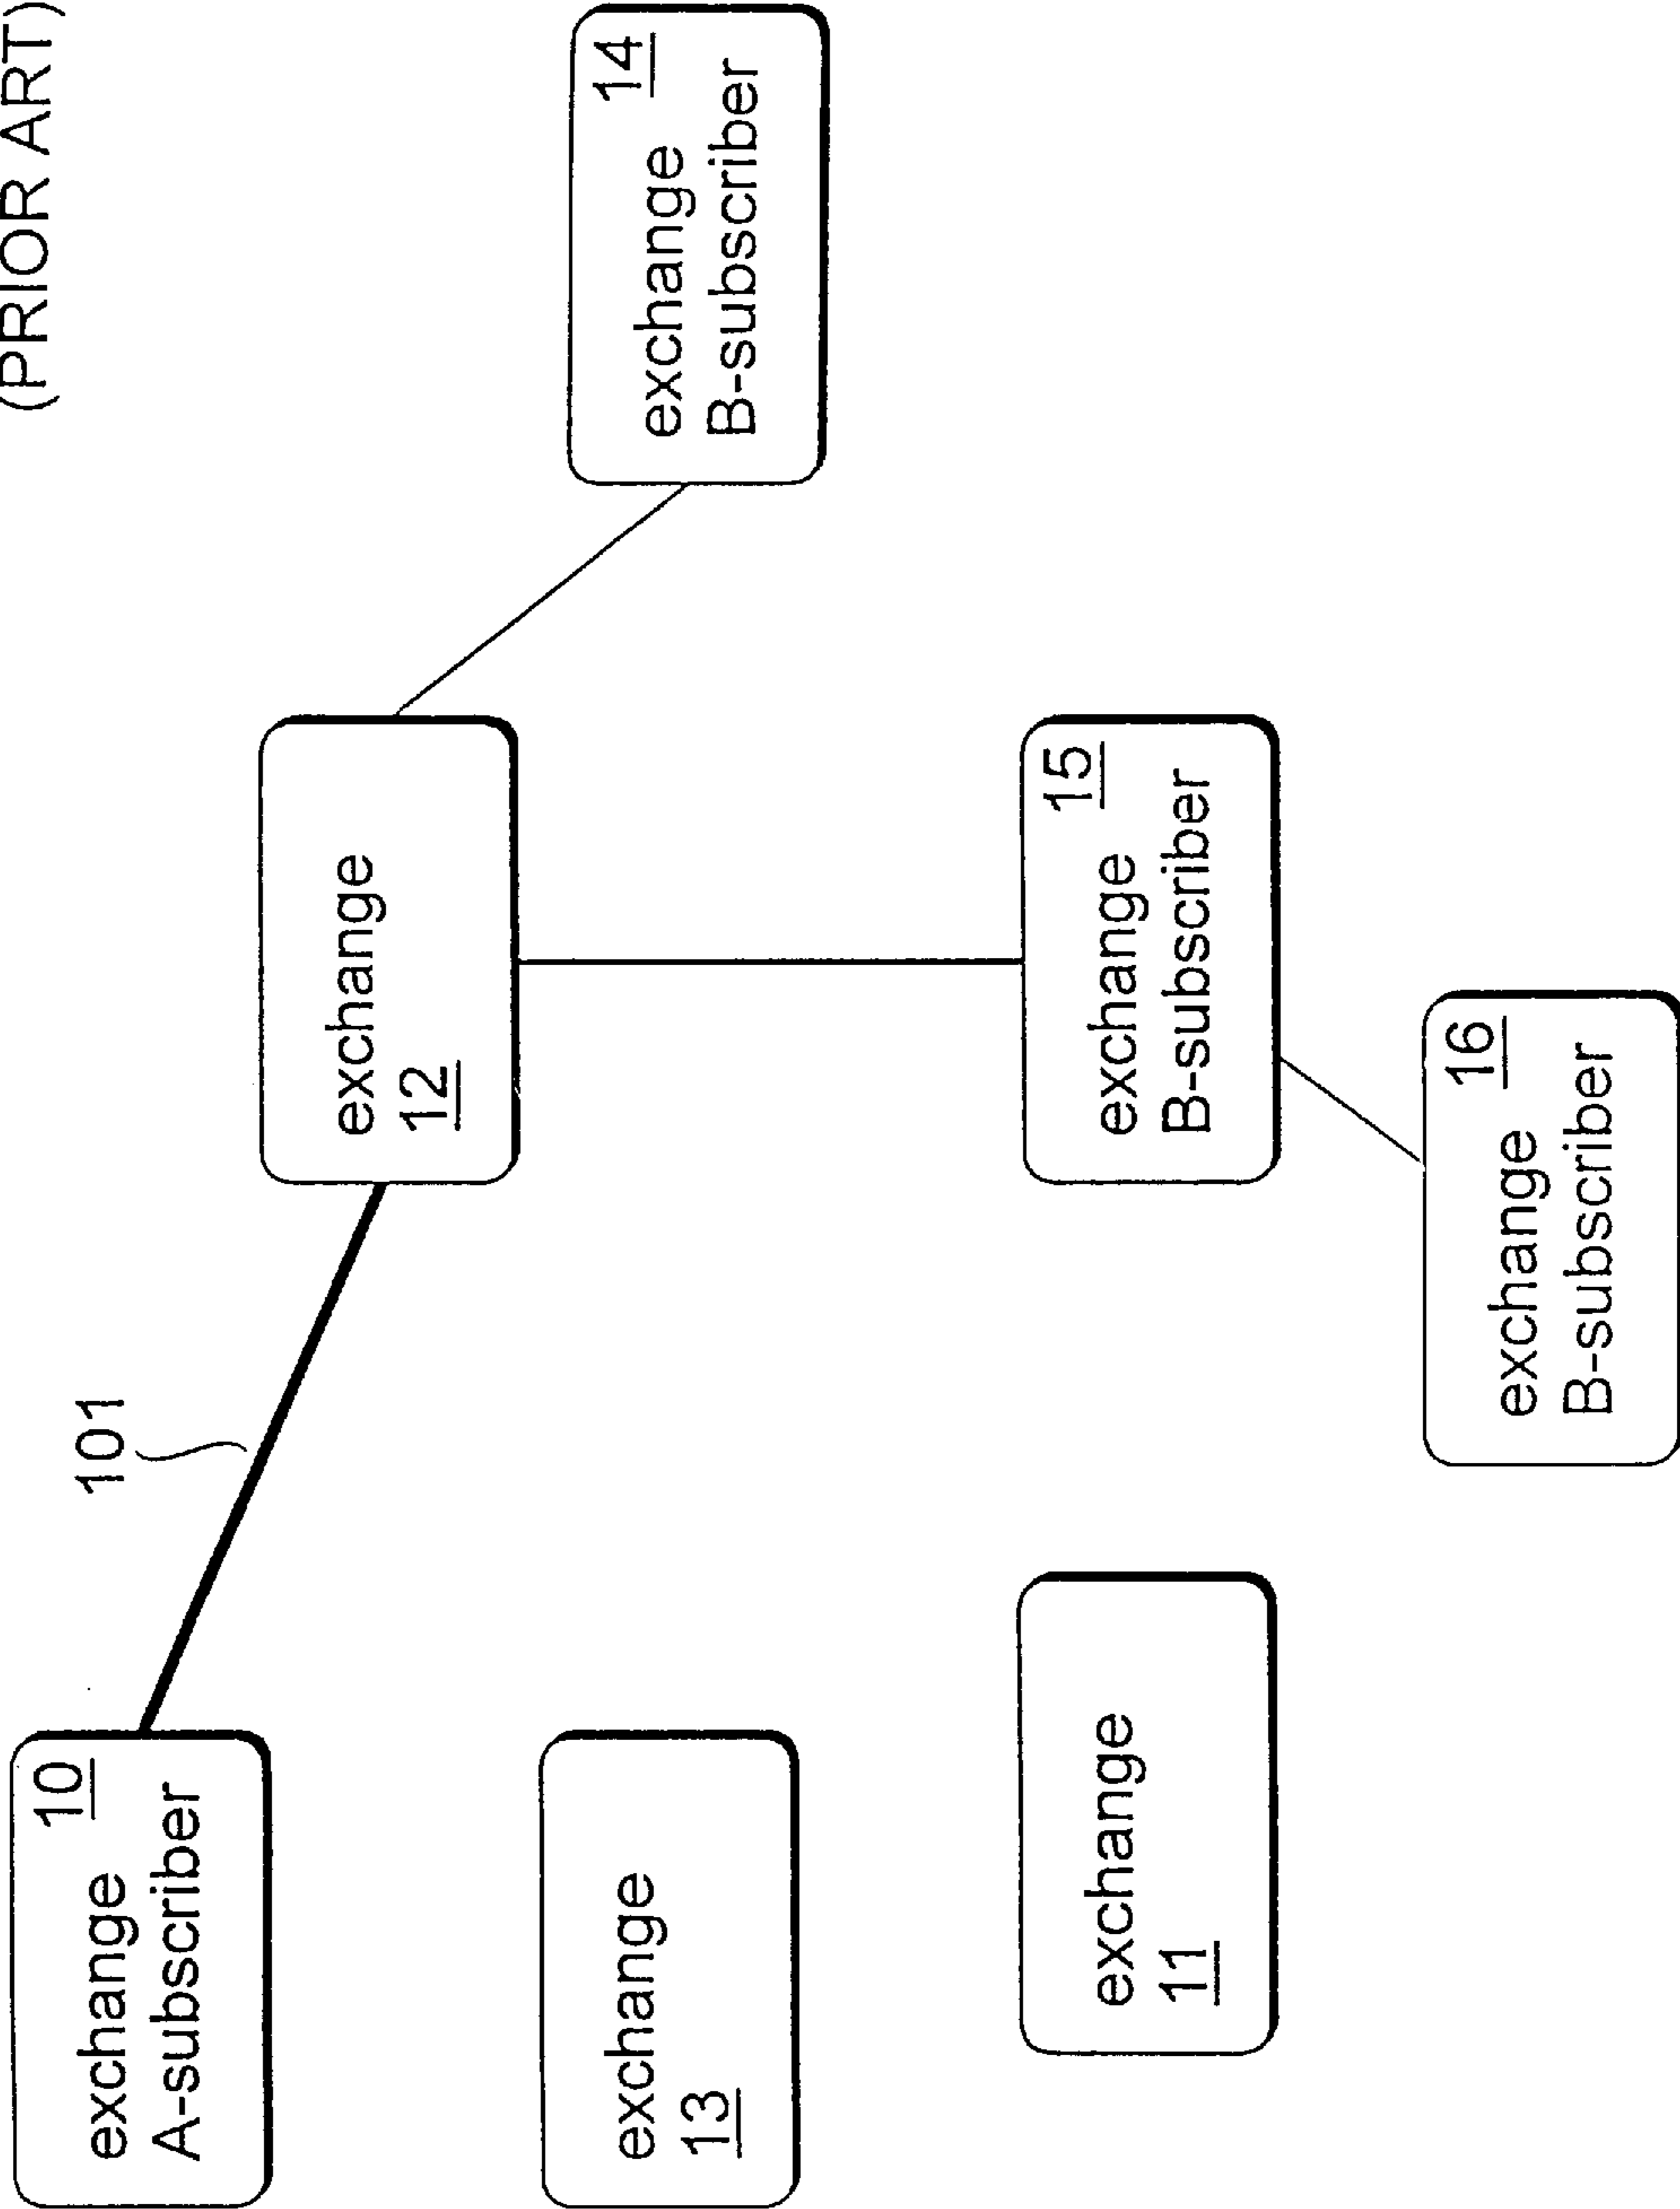 (PRIOR ART)
101
10
exchange
A-subscriber
exchange
12
14
exchange
B-subscriber
exchange
13
exchange
11
15
exchange
B-subscriber
16
exchange
B-subscriber